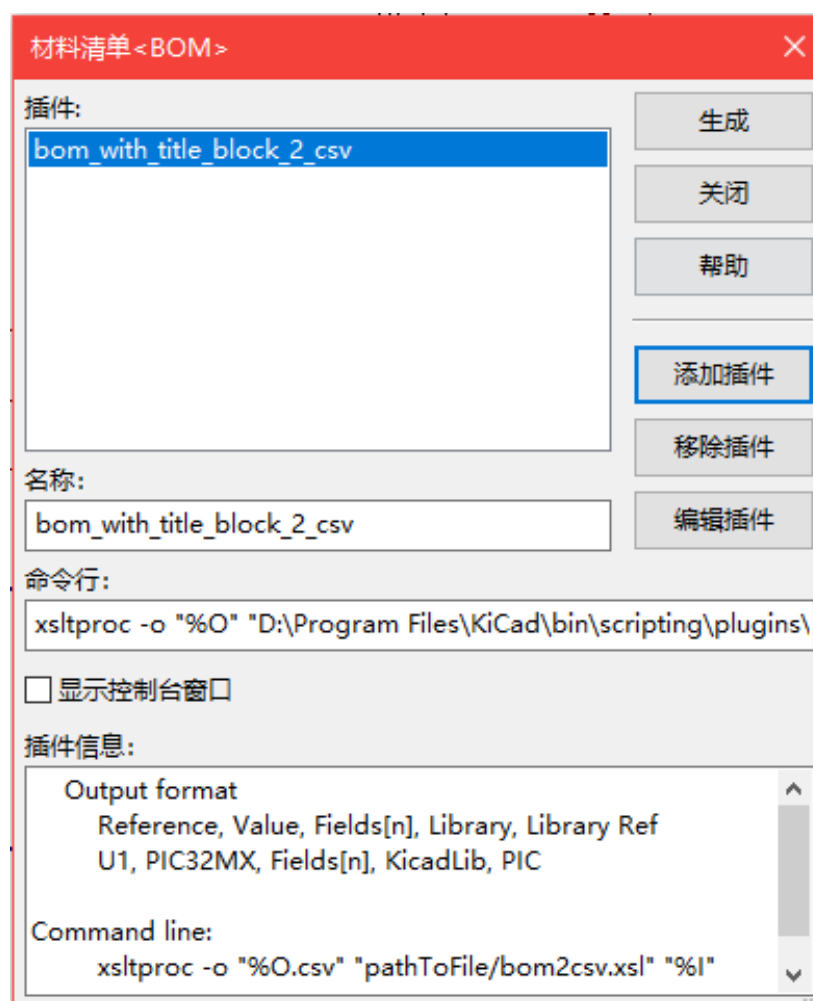 材料清单<BOM>
插件:
生成
bom_with_title_block_2_csv
关闭
帮助
添加插件
移除插件
名称:
bom_with_title_block_2_csv
编辑插件
命令行:
xsltproc -o "%O" "D:\Program Files\KiCad\bin\scripting\plugins\
显示控制台窗口
插件信息:
Output format
Reference, Value, Fields[n], Library, Library Ref
U1, PIC32MX, Fields[n], KicadLib, PIC
Command line:
xsltproc -o "%O.csv" "pathToFile/bom2csv.xsl" "%I"